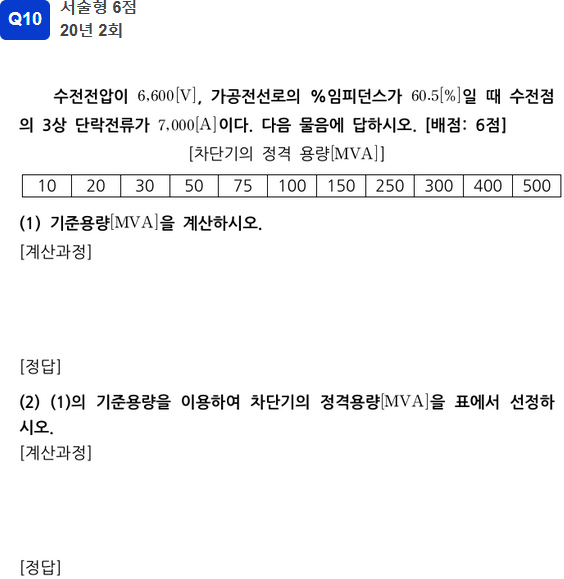 Q10
서술형 6점
20년 2회
수전전압이 6,600[V], 가공전선로의 %임피던스가 60.5[%]일 때 수전점
의 3상 단락전류가 7,000[A]이다. 다음 물음에 답하시오. [배점: 6점]
[차단기의 정격 용량[MVA]]
10 20 30 50 75 100 150 250 300 400 500
(1) 기준용량[MVA]을 계산하시오.
[계산과정]
[정답]
(2) (1)의 기준용량을 이용하여 차단기의 정격용량[MVA]을 표에서 선정하
시오.
[계산과정]
[정답]